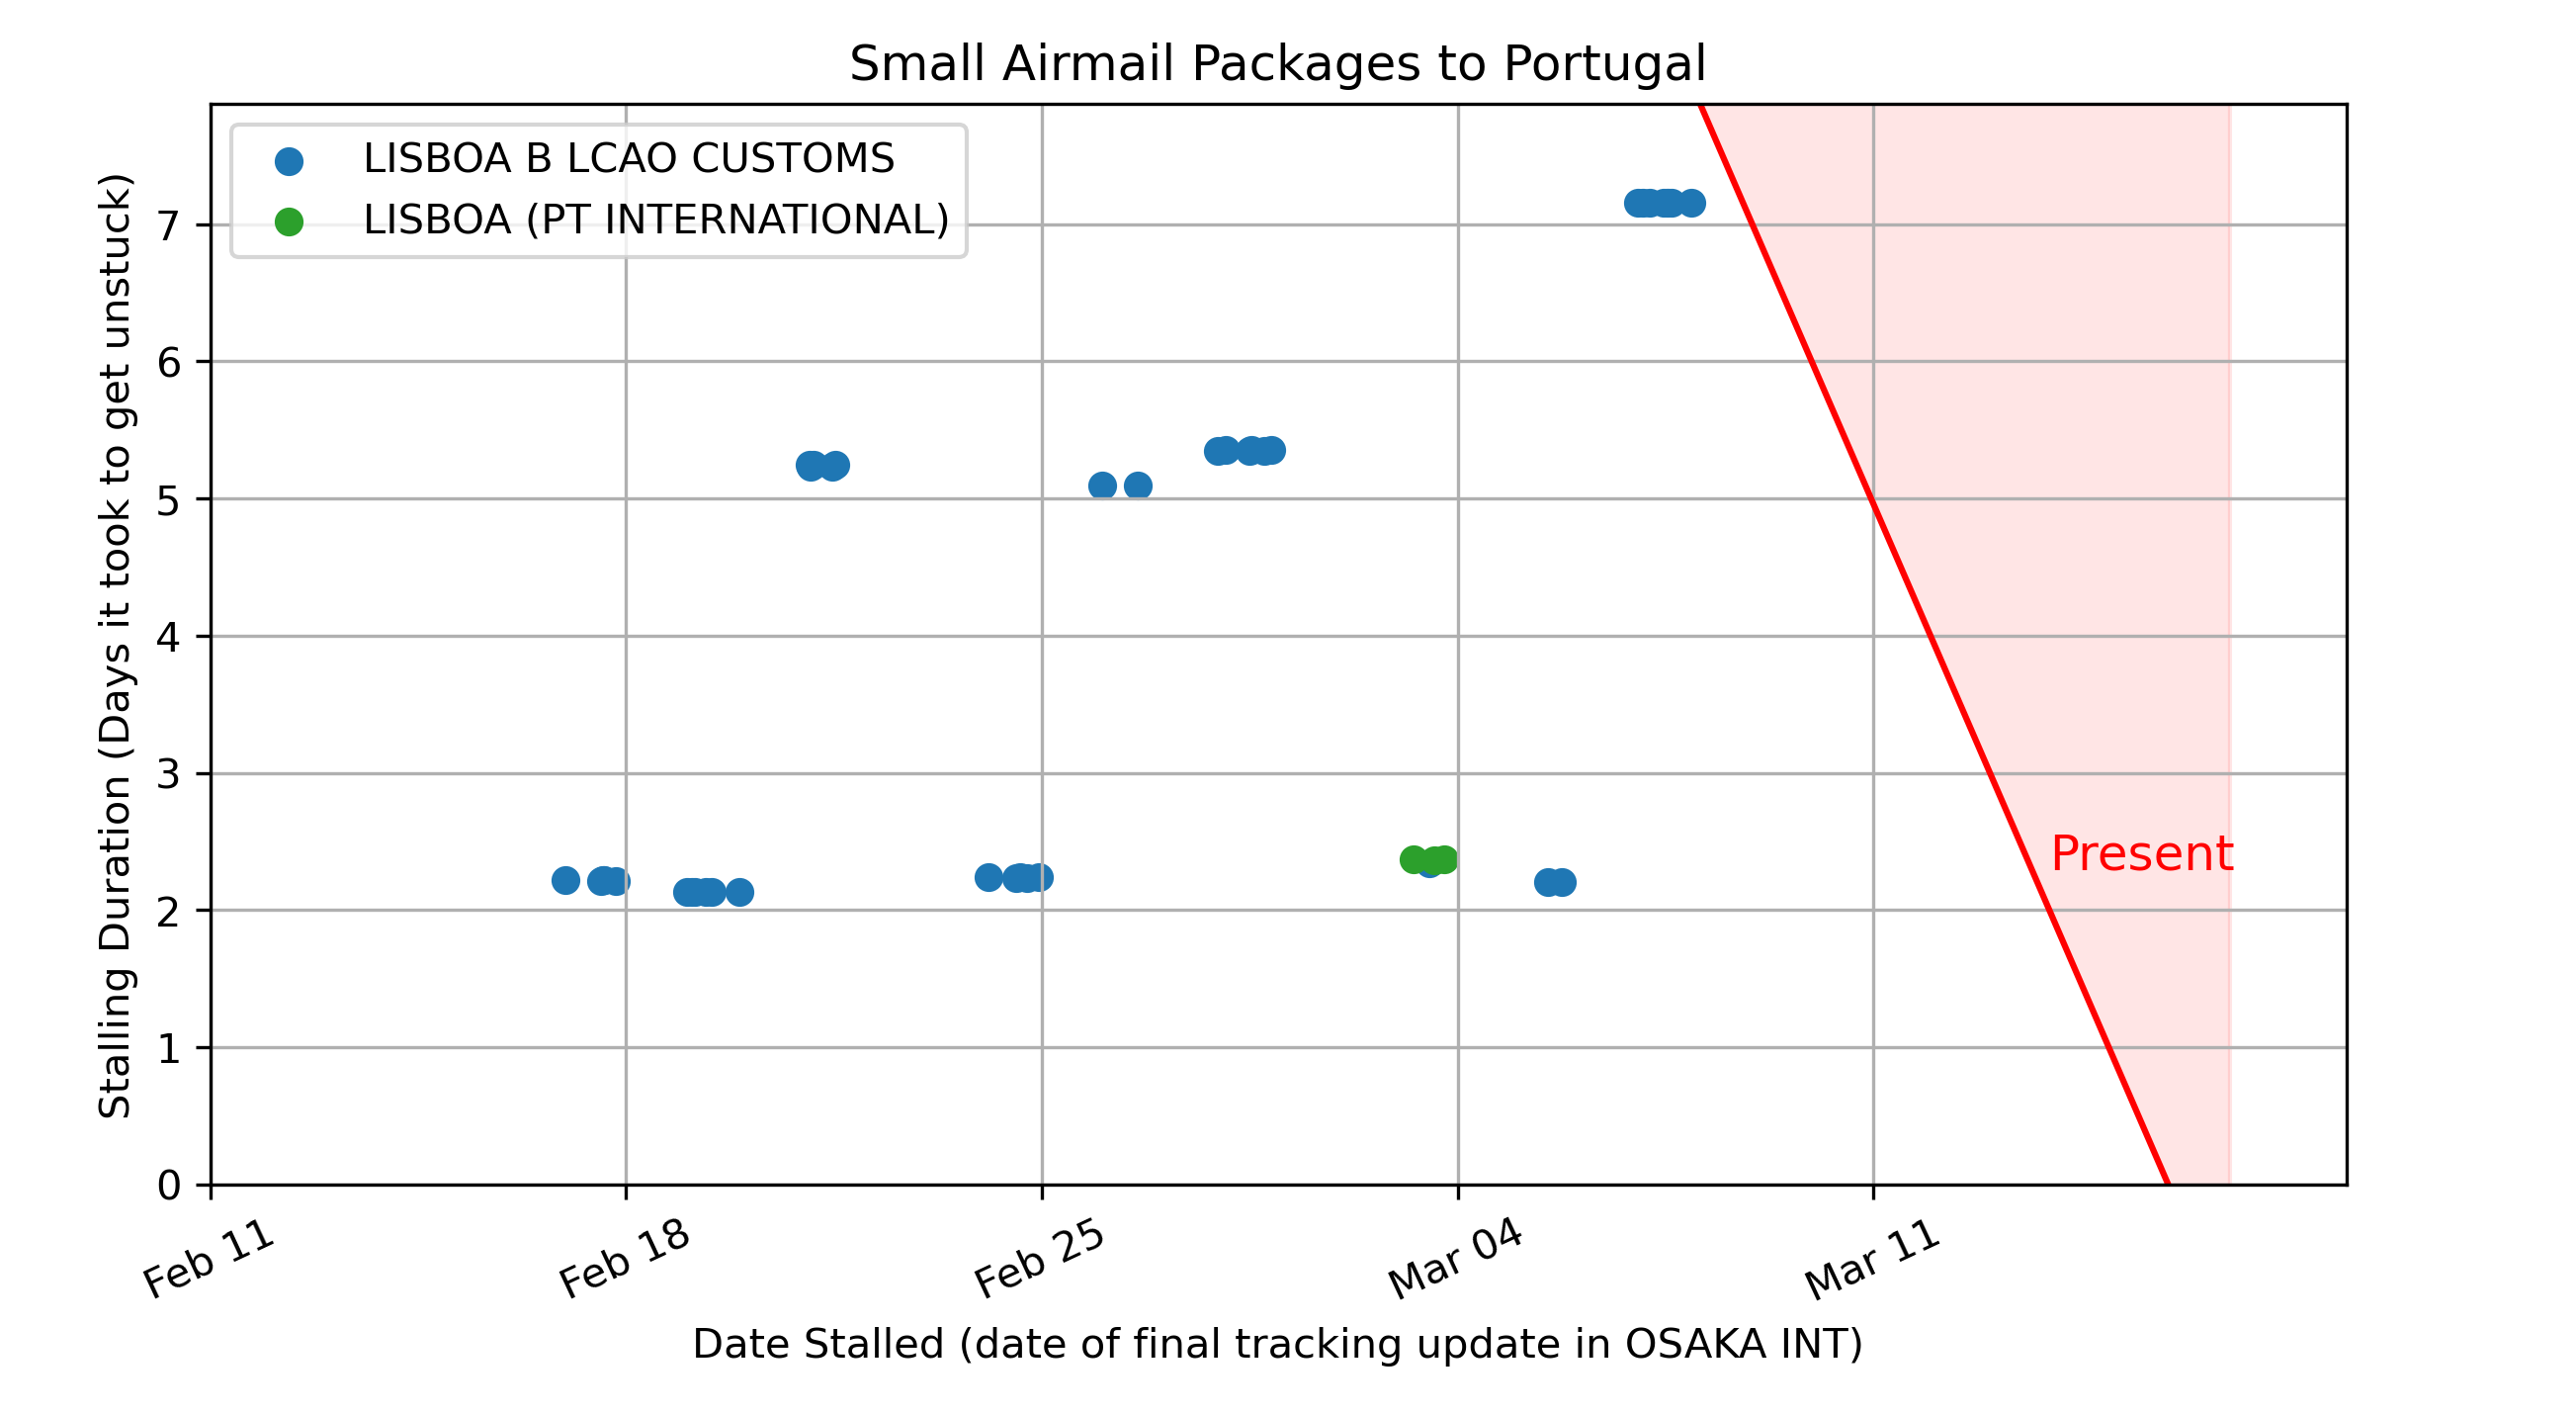 Small Airmail Packages to Portugal
LISBOA B LCAO CUSTOMS
LISBOA (PT INTERNATIONAL)
Stalling Duration (Days it took to get unstuck)
7
6
5
4
3
2
1
0
Present
Feb 11
Feb 18
Feb 25
Mar 04
Mar 11
Date Stalled (date of final tracking update in OSAKA INT)